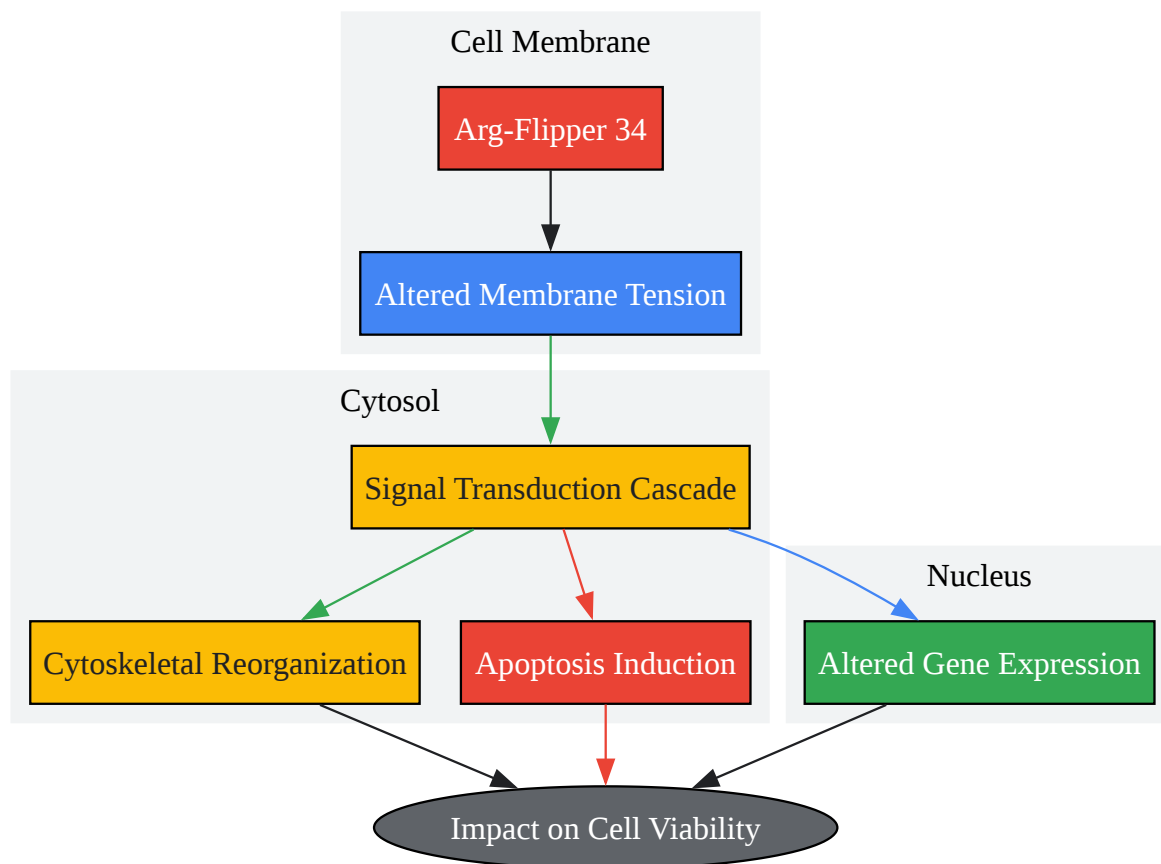 Cell Membrane
Arg-Flipper 34
Altered Membrane Tension
Cytosol
Signal Transduction Cascade
Nucleus
Cytoskeletal Reorganization
Apoptosis Induction
Altered Gene Expression
Impact on Cell Viability